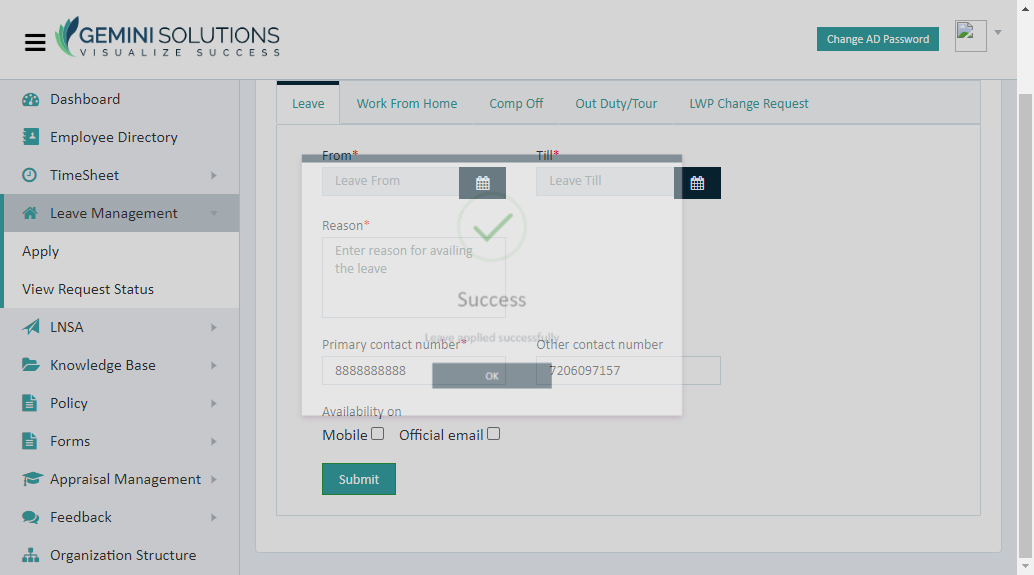 GEMINI SOLUTIONS
VISUALIZE SUCCESS
Change AD Password
Dashboard
Employee Directory
TimeSheet
Leave Management
Apply
View Request Status
LNSA
Knowledge Base
Policy
Forms
Appraisal Management
Feedback
Organization Structure
Leave Work From Home Comp Off Out Duty/Tour LWP Change Request
From* Till*
Leave From Leave Till
Reason*
Enter reason for availing
the leave
Success
Leave applied successfully
Primary contact number* Other contact number
8888888888 7206097157
OK
Availability on
Mobile Official email
Submit